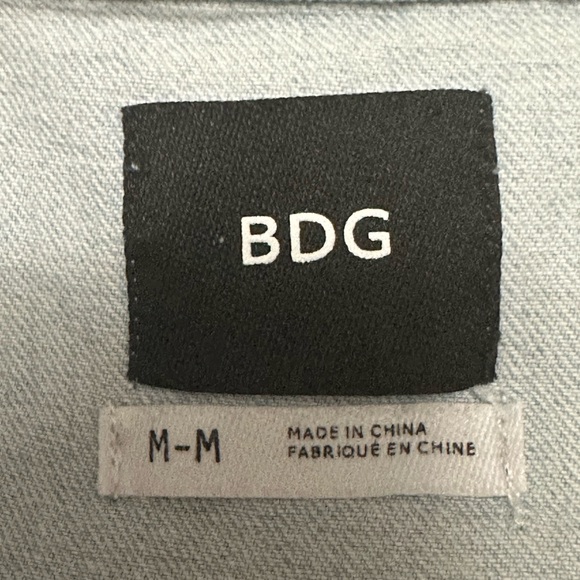 BDG
M-M
MADE IN CHINA
FABRIQUÉ EN CHINE